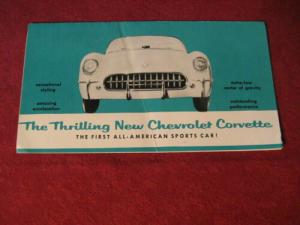 sensational
styling
extra-low
center of gravity
amazing
acceleration
outstanding
performance
The Thrilling New Chevrolet Corvette
THE FIRST ALL-AMERICAN SPORTS CAR!